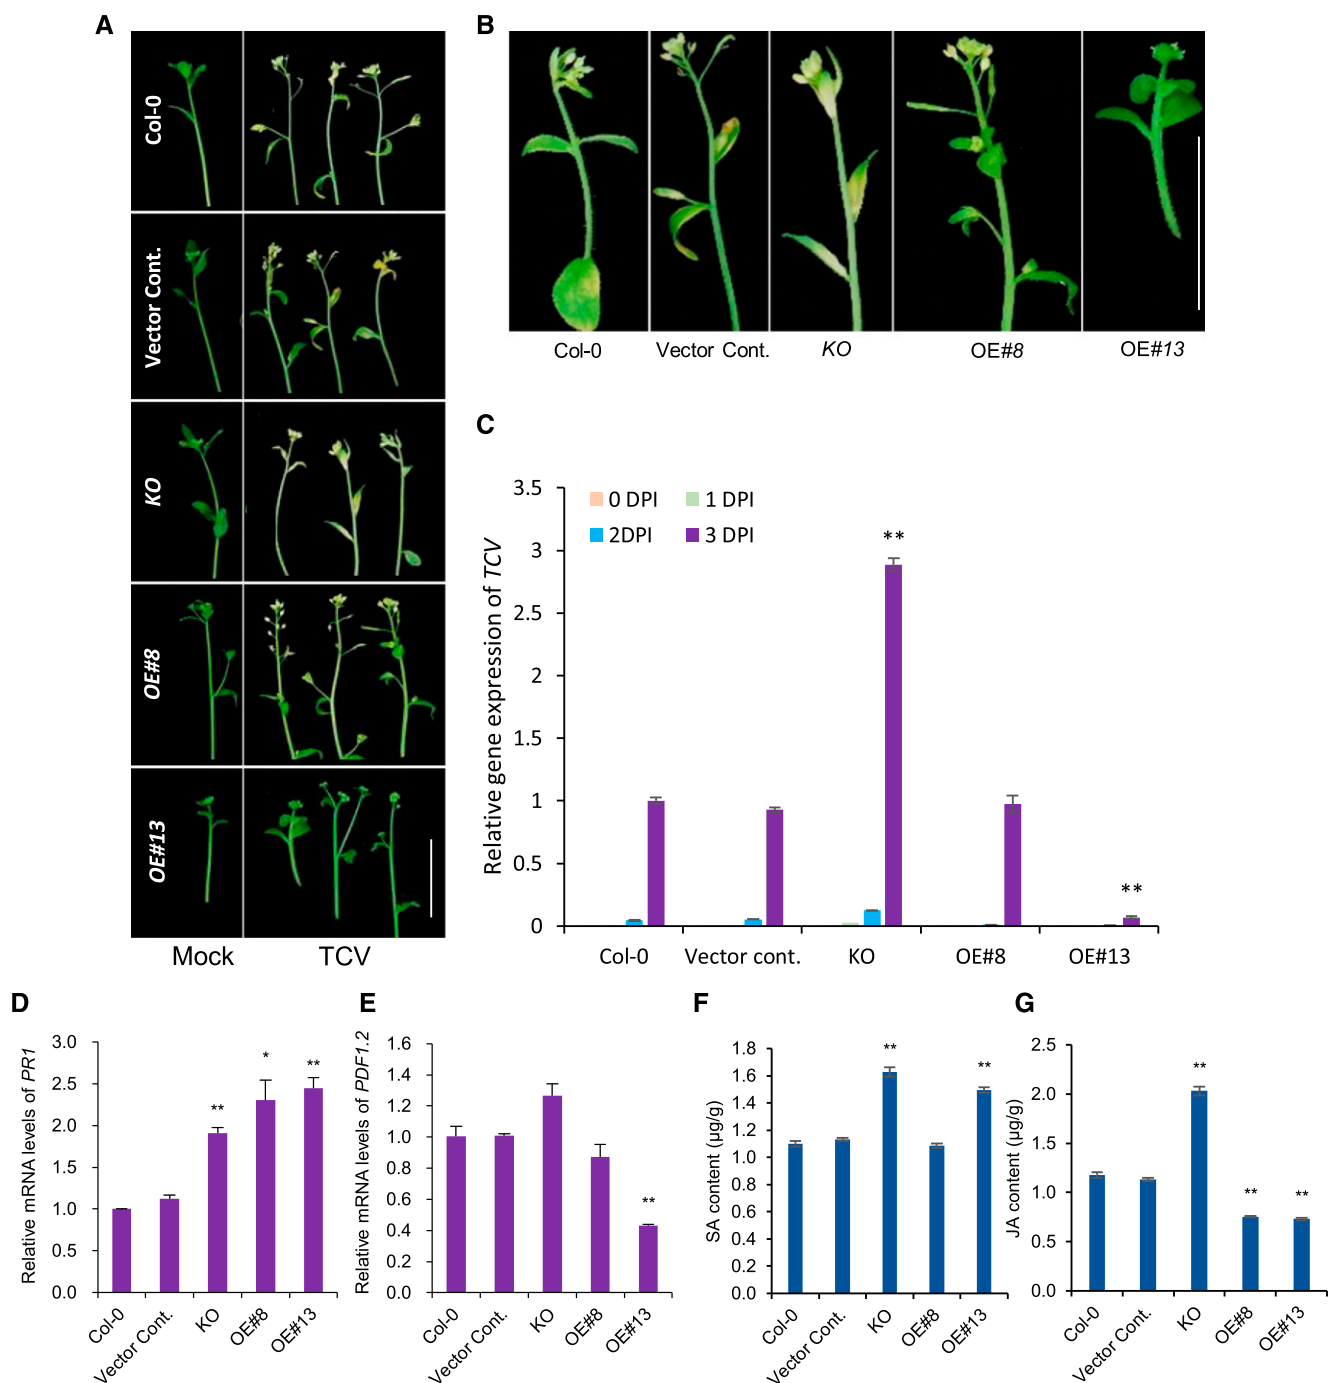 A
Col-0
Vector Cont.
KO
OE#8
OE#13
Mock TCV
B
Col-0 Vector Cont. KO OE#8 OE#13
C
Relative gene expression of TCV
0 DPI 1 DPI
2DPI 3 DPI
3.5
3
2.5
2
1.5
1
0.5
0
**
**
Col-0 Vector cont. KO OE#8 OE#13
D
Relative mRNA levels of PR1
3.0
2.5
2.0
1.5
1.0
0.5
0.0
**
*
**
Col-0 Vector Cont. KO OE#8 OE#13
E
Relative mRNA levels of PDF1.2
1.6
1.4
1.2
1.0
0.8
0.6
0.4
0.2
0.0
**
Col-0 Vector Cont. KO OE#8 OE#13
F
SA content (µg/g)
1.8
1.6
1.4
1.2
1.0
0.8
0.6
0.4
0.2
0.0
**
**
Col-0 Vector Cont. KO OE#8 OE#13
G
JA content (µg/g)
2.5
2.0
1.5
1.0
0.5
0.0
**
**
**
Col-0 Vector Cont. KO OE#8 OE#13